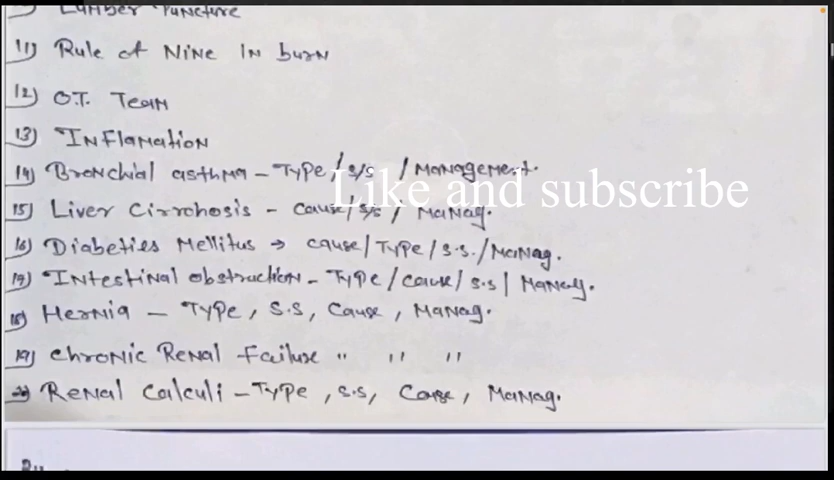 Lumber Puncture
11) Rule of Nine in burn
12) O.T. Team
13) Inflamation
14) Bronchial asthma - Type / s/s / Management.
Like and subscribe
15) Liver Cirrohosis - Cause / s/s / Manag.
16) Diabeties Mellitus → cause / Type / s.s. / Manag.
17) Intestinal obstruction - Type / cause / s.s / Manag.
18) Hernia - Type, s.s, Cause, Manag.
19) Chronic Renal Failure " " "
20) Renal Calculi - Type, s.s, Cause, Manag.